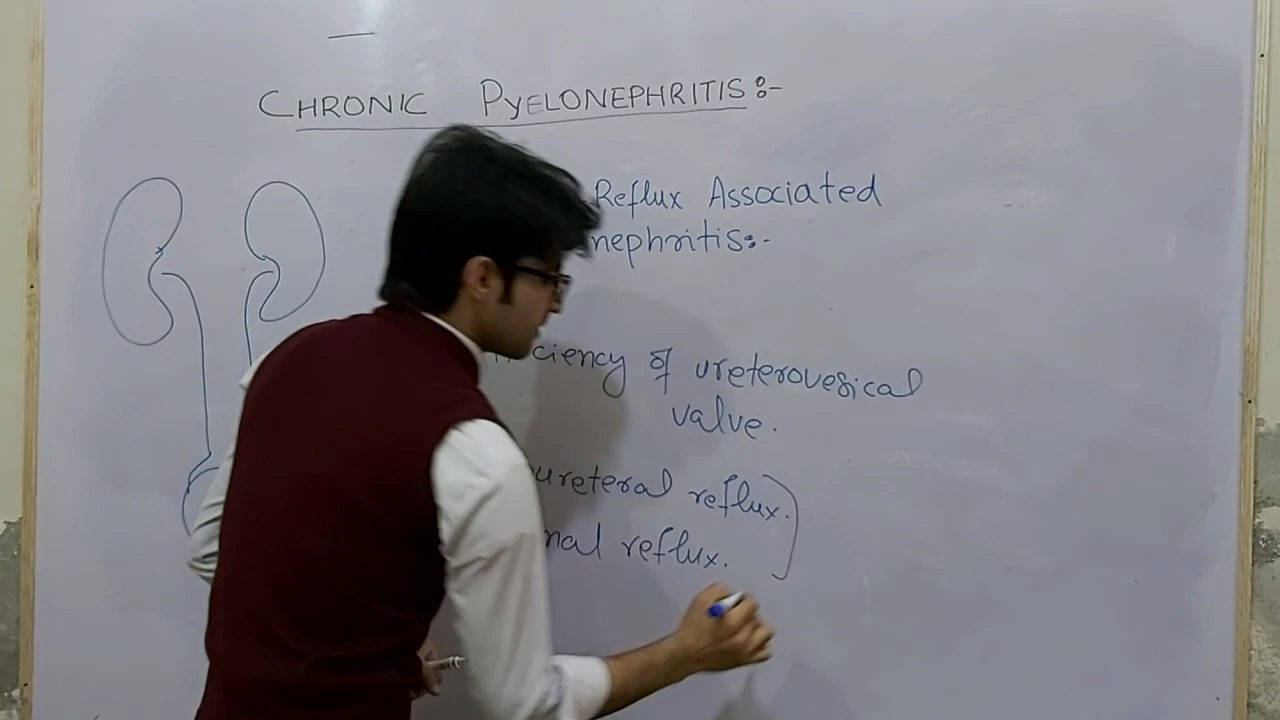 CHRONIC PYELONEPHRITIS:-
Reflux Associated
nephritis:-
ciency of ureterovesical
valve.
ureteral reflux.
nal reflux.